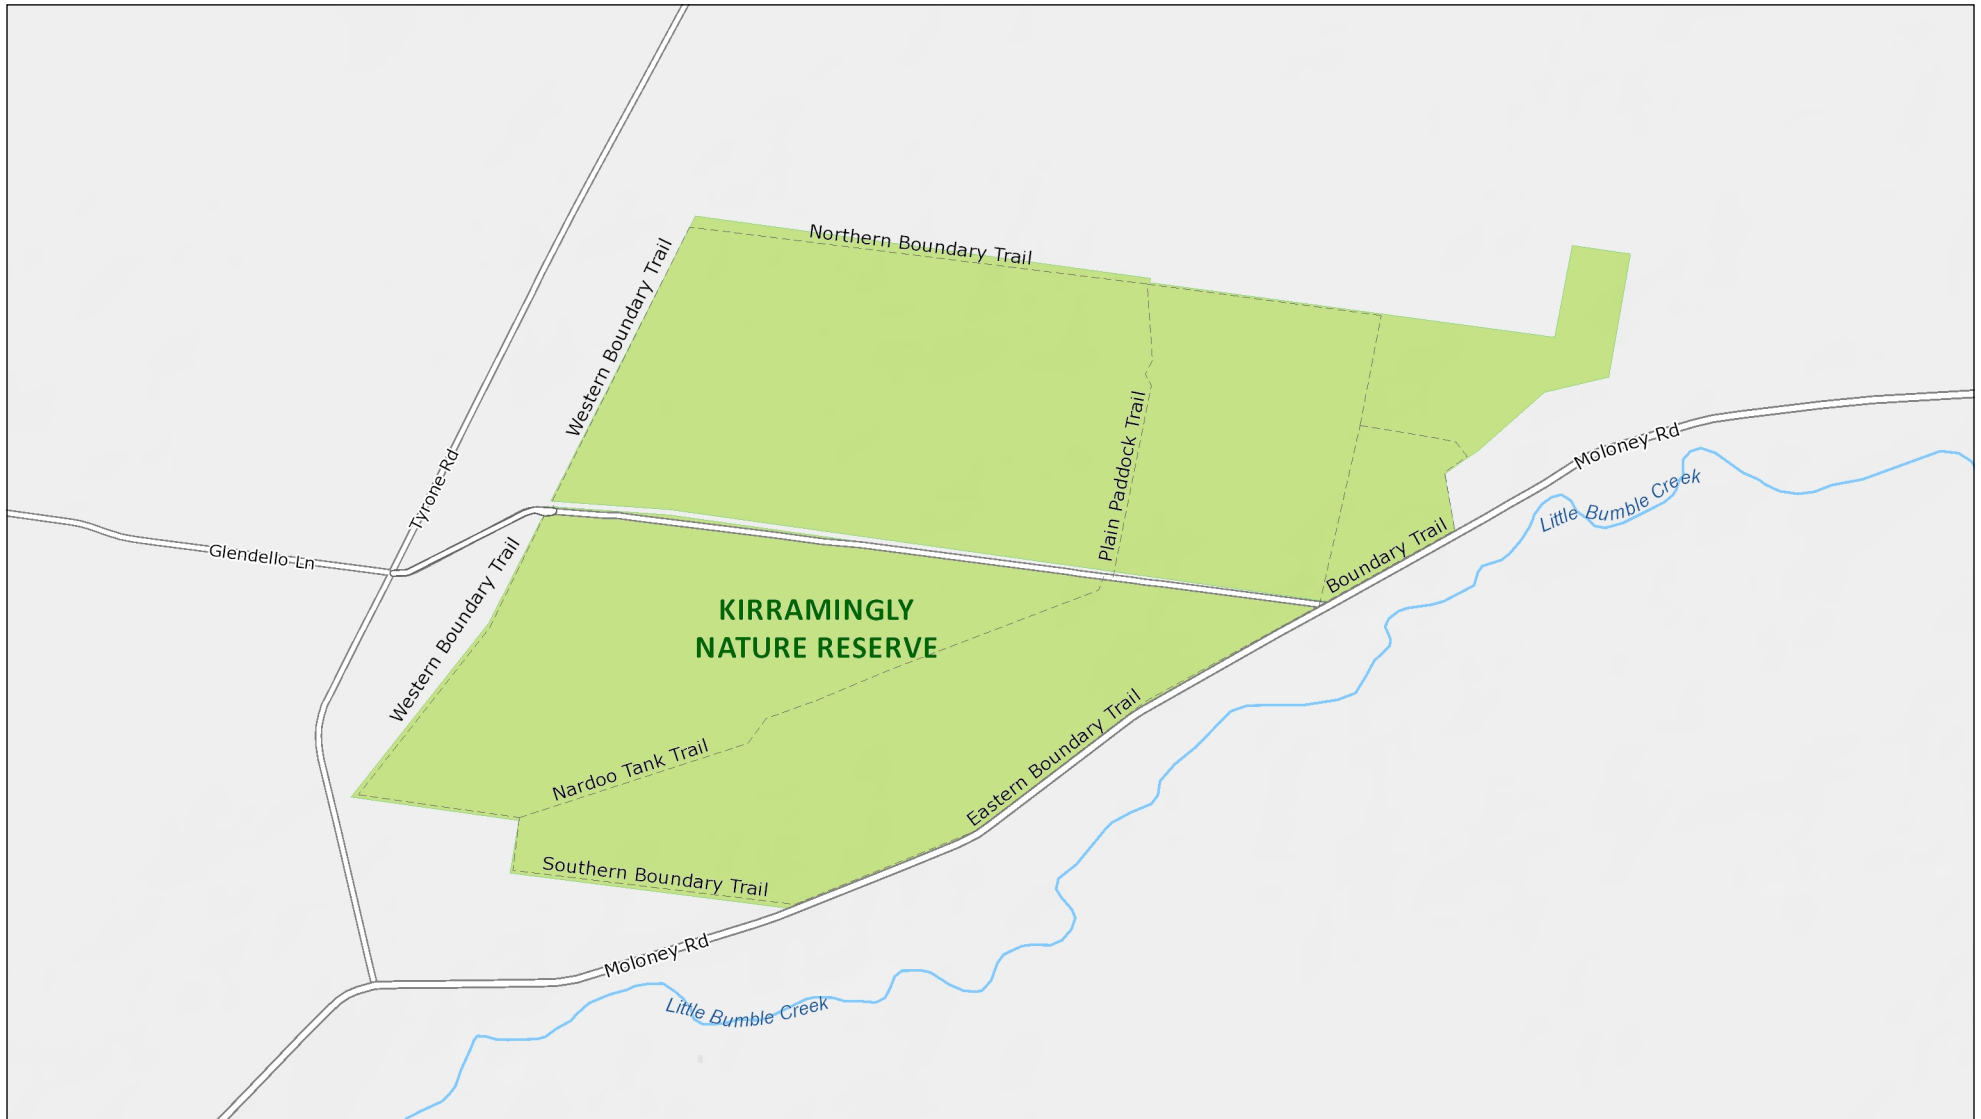 Northern Boundary Trail
Western Boundary Trail
Plain Paddock Trail
Moloney Rd
Tyrone Rd
Little Bumble Creek
Glendello Ln
Western Boundary Trail
Boundary Trail
KIRRAMINGLY
NATURE RESERVE
Nardoo Tank Trail
Eastern Boundary Trail
Southern Boundary Trail
Moloney Rd
Little Bumble Creek